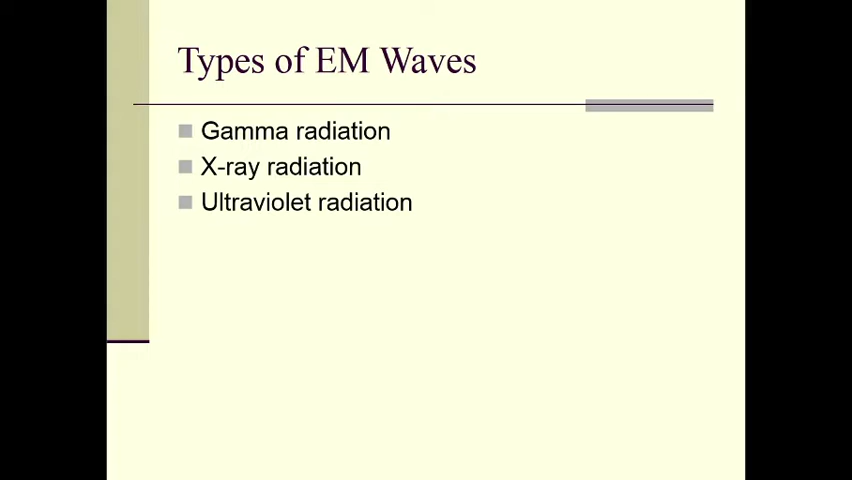 Types of EM Waves
Gamma radiation
X-ray radiation
Ultraviolet radiation